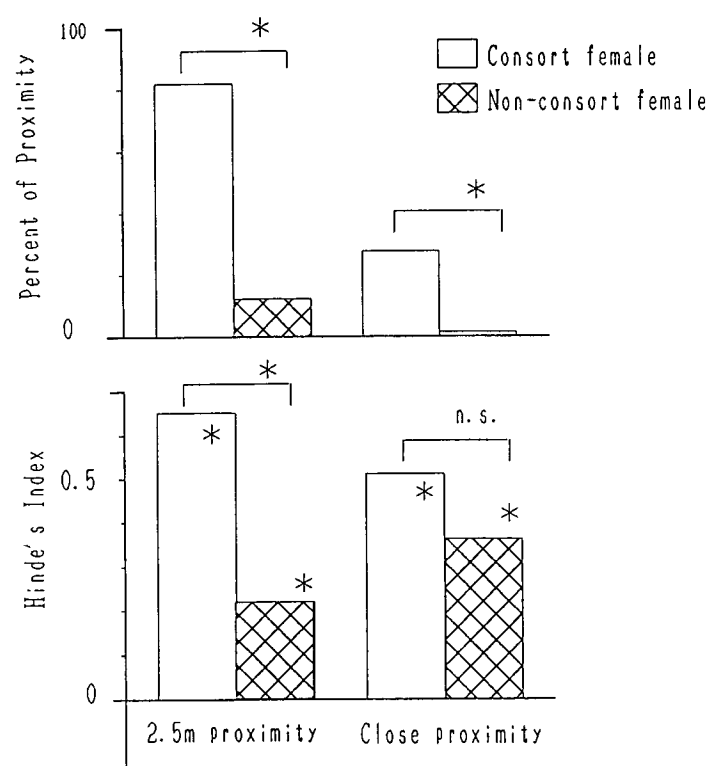 100
Percent of Proximity
0
*
*
Consort female
Non-consort female
Hinde's Index
0.5
0
*
*
*
n.s.
*
*
2.5m proximity
Close proximity